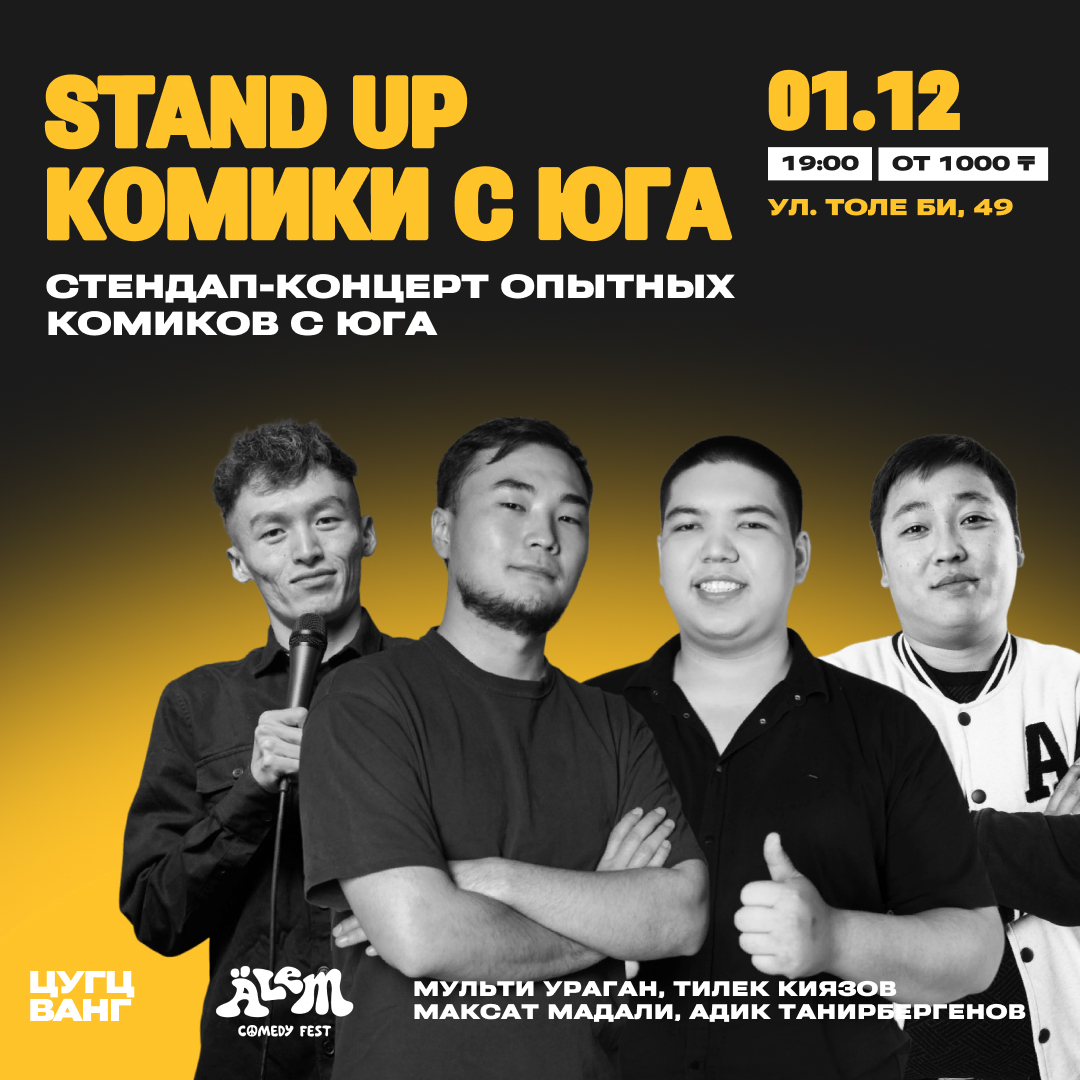 STAND UP
КОМИКИ С ЮГА
01.12
19:00 ОТ 1000 ₸
УЛ. ТОЛЕ БИ, 49
СТЕНДАП-КОНЦЕРТ ОПЫТНЫХ
КОМИКОВ С ЮГА
A
ЦУГЦ
ВАНГ
ÄLEM
COMEDY FEST
МУЛЬТИ УРАГАН, ТИЛЕК КИЯЗОВ
МАКСАТ МАДАЛИ, АДИК ТАНИРБЕРГЕНОВ